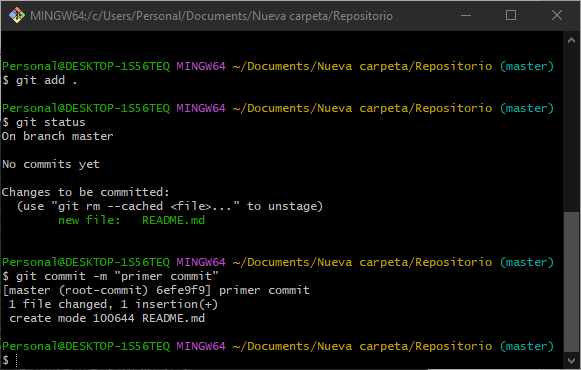 MINGW64:/c/Users/Personal/Documents/Nueva carpeta/Repositorio
Personal@DESKTOP-1S56TEQ MINGW64 ~/Documents/Nueva carpeta/Repositorio (master)
$ git add .
Personal@DESKTOP-1S56TEQ MINGW64 ~/Documents/Nueva carpeta/Repositorio (master)
$ git status
On branch master
No commits yet
Changes to be committed:
  (use "git rm --cached <file>..." to unstage)
        new file:   README.md
Personal@DESKTOP-1S56TEQ MINGW64 ~/Documents/Nueva carpeta/Repositorio (master)
$ git commit -m "primer commit"
[master (root-commit) 6efe9f9] primer commit
 1 file changed, 1 insertion(+)
 create mode 100644 README.md
Personal@DESKTOP-1S56TEQ MINGW64 ~/Documents/Nueva carpeta/Repositorio (master)
$